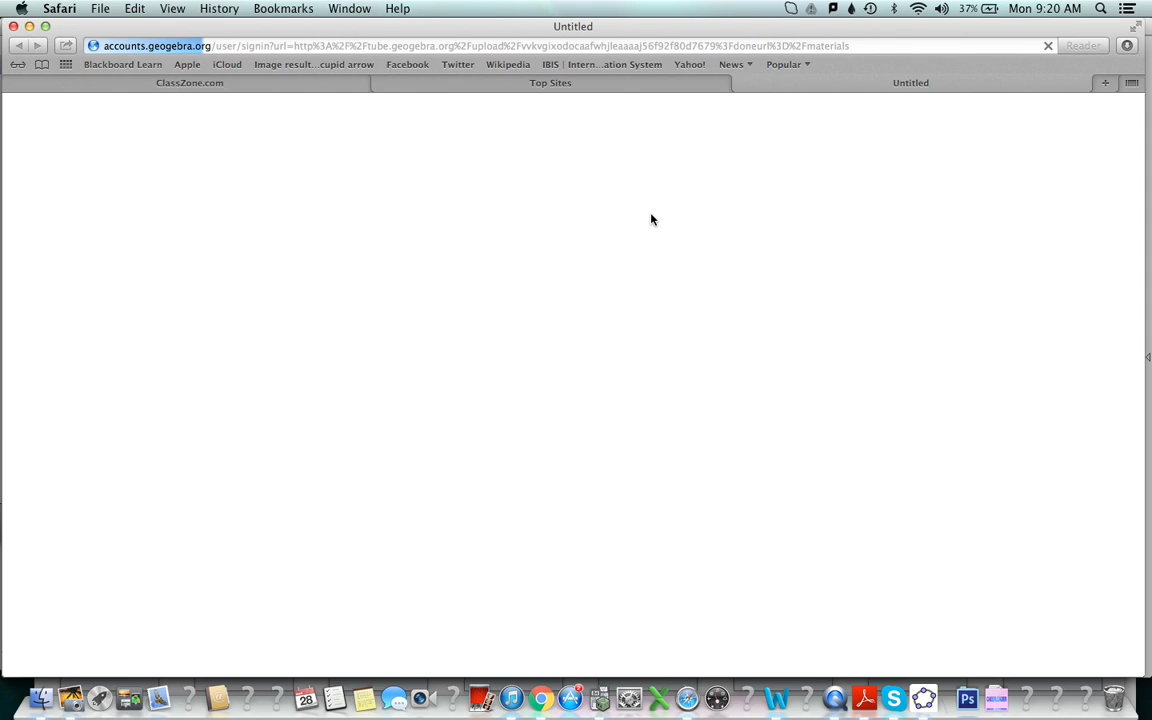 Safari File Edit View History Bookmarks Window Help 37% Mon 9:20 AM
Untitled
accounts.geogebra.org/user/signin?url=http%3A%2F%2Ftube.geogebra.org%2Fupload%2Fvvkvgixodocaafwhjleaaaaj56f92f80d7679%3Fdoneurl%3D%2Fmaterials Reader
Blackboard Learn Apple iCloud Image result...cupid arrow Facebook Twitter Wikipedia IBIS | Intern...ation System Yahoo! News Popular
ClassZone.com Top Sites Untitled
28